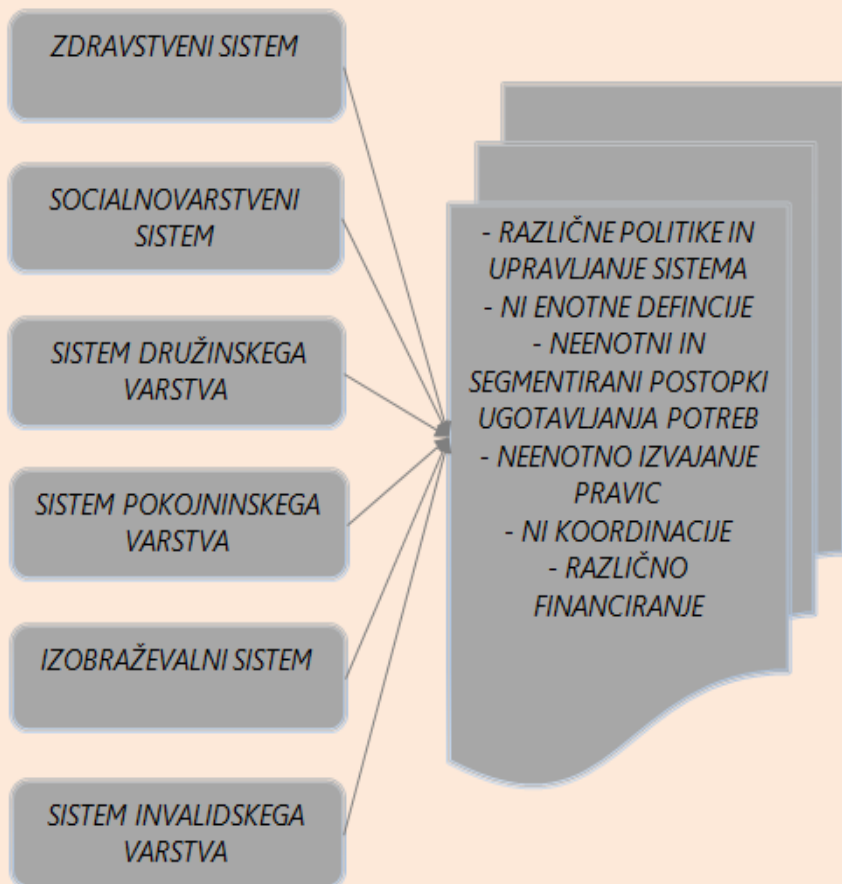 ZDRAVSTVENI SISTEM
SOCIALNOVARSTVENI
SISTEM
SISTEM DRUŽINSKEGA
VARSTVA
SISTEM POKOJNINSKEGA
VARSTVA
IZOBRAŽEVALNI SISTEM
SISTEM INVALIDSKEGA
VARSTVA
- RAZLIČNE POLITIKE IN
UPRAVLJANJE SISTEMA
- NI ENOTNE DEFINCIJE
- NEENOTNI IN
SEGMENTIRANI POSTOPKI
UGOTAVLJANJA POTREB
- NEENOTNO IZVAJANJE
PRAVIC
- NI KOORDINACIJE
- RAZLIČNO
FINANCIRANJE